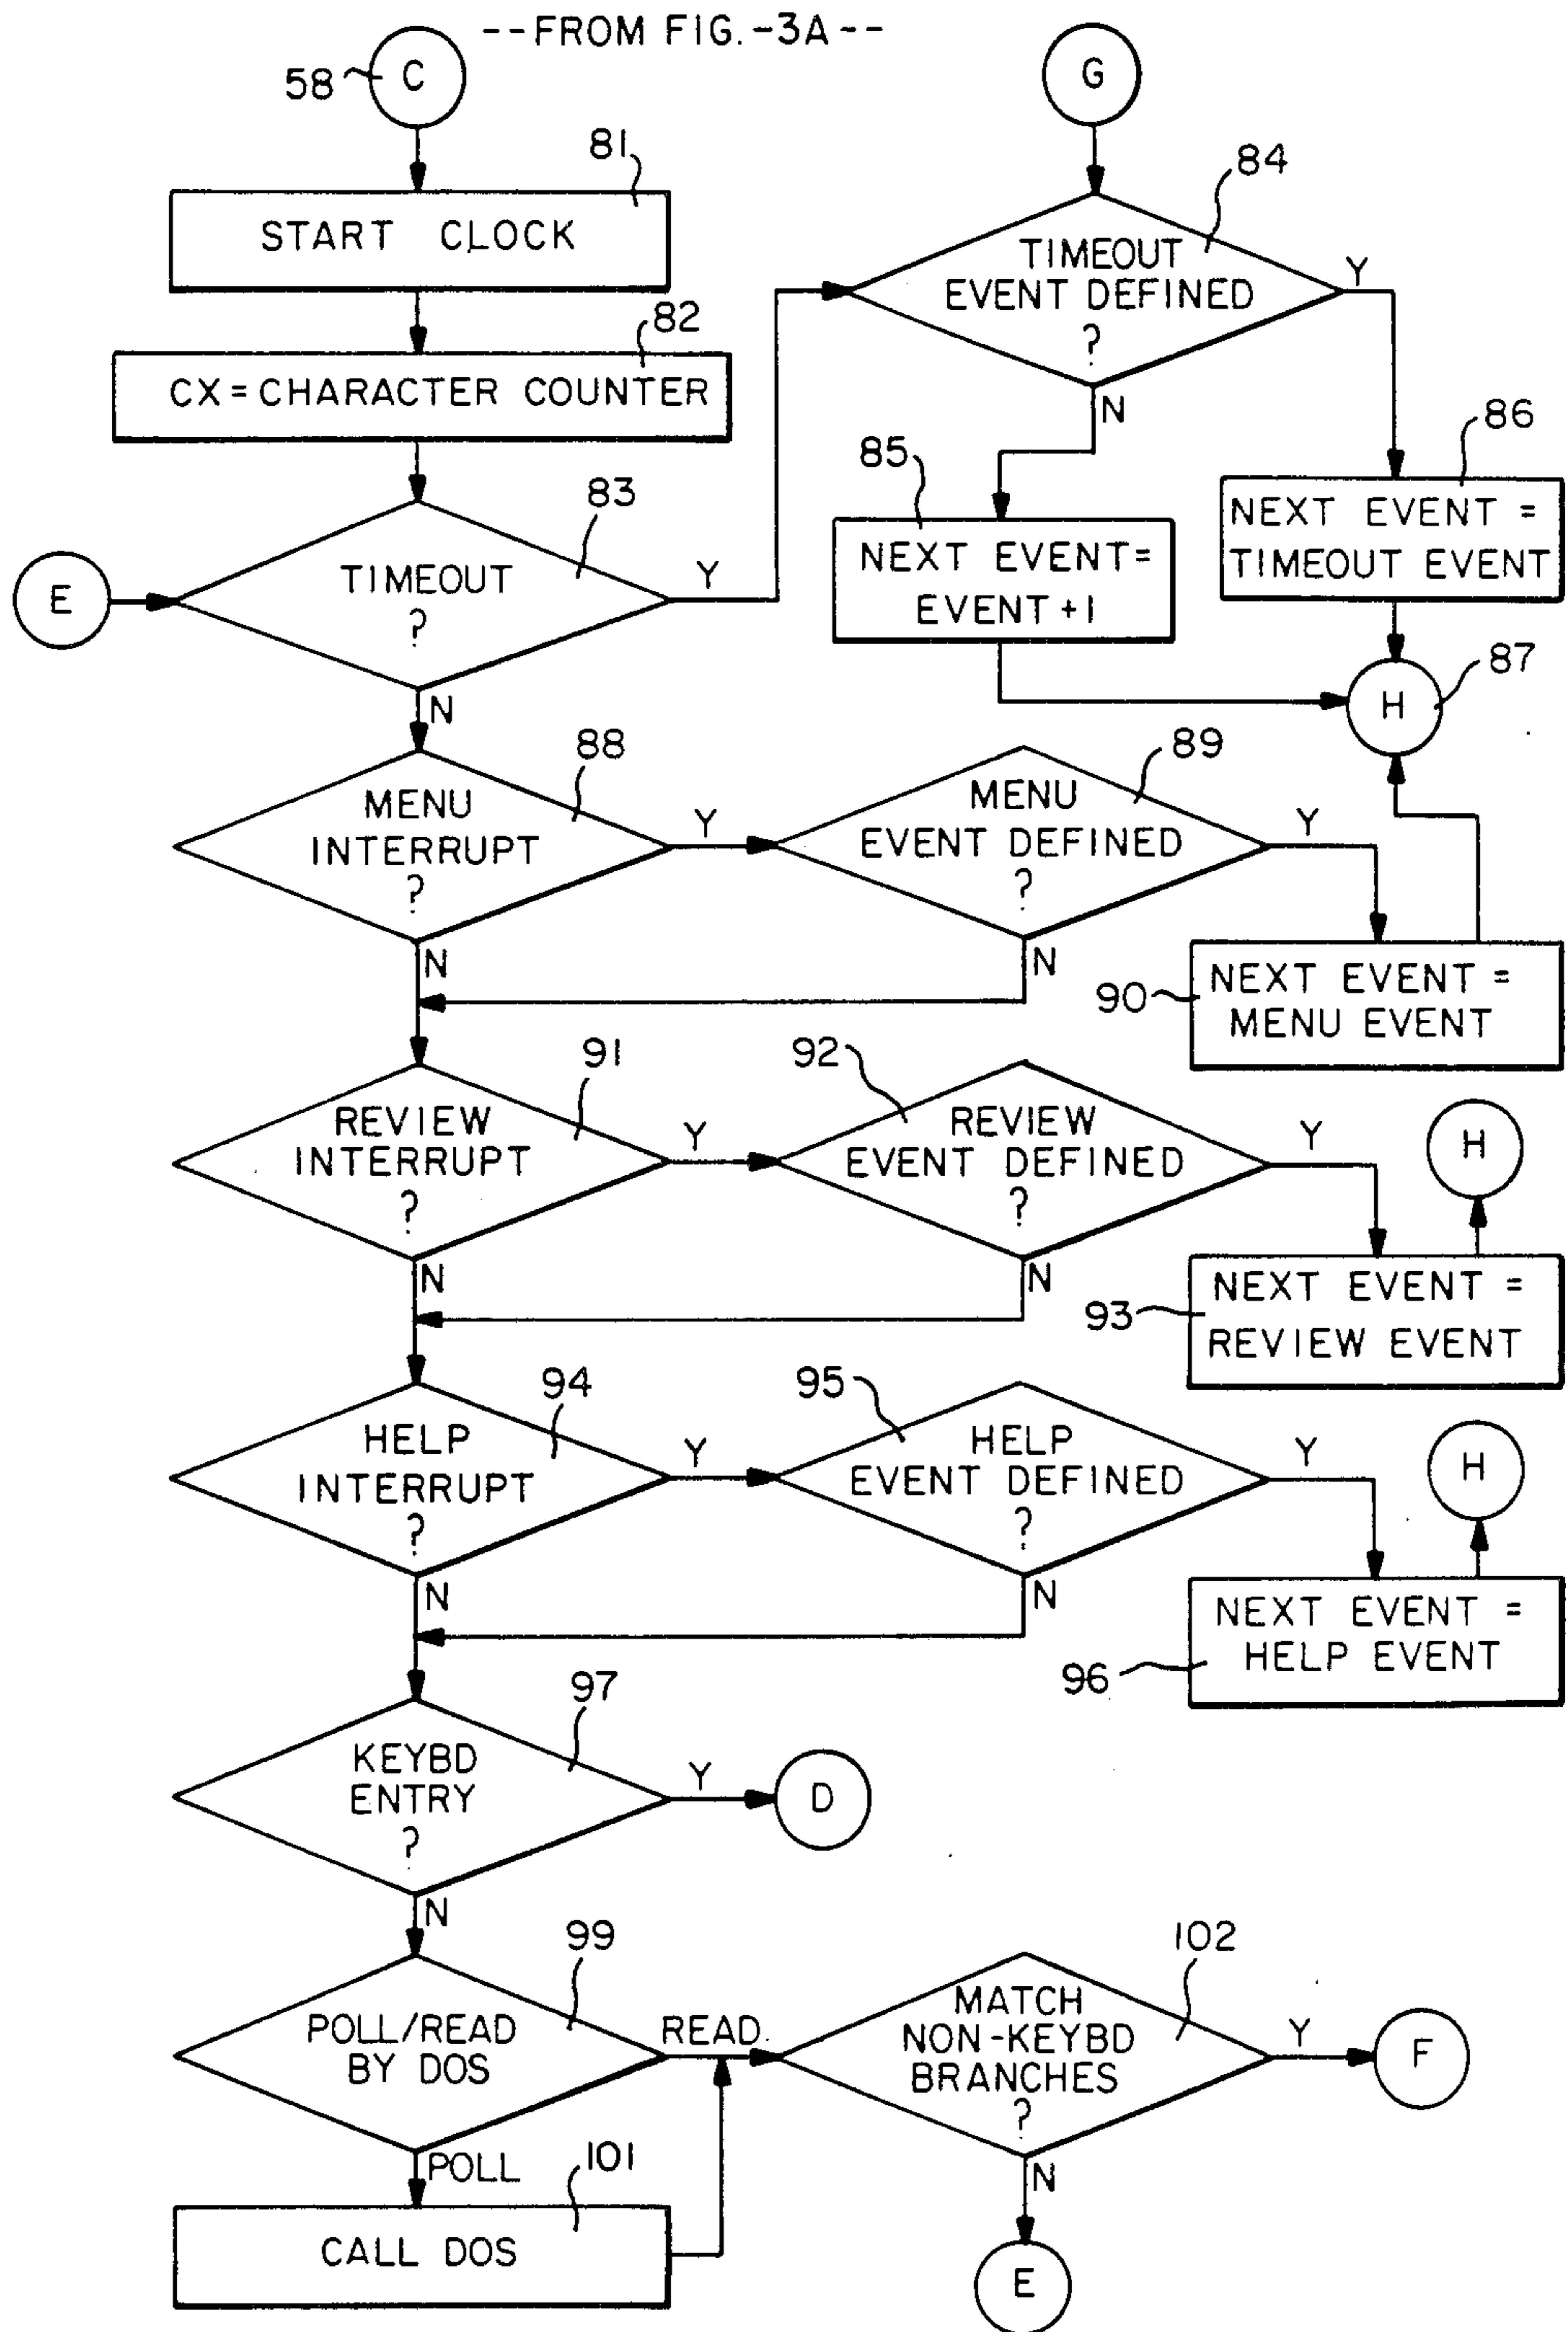 --FROM FIG.-3A--
C
58
G
81
START CLOCK
84
TIMEOUT
EVENT DEFINED
?
Y
N
82
CX=CHARACTER COUNTER
86
NEXT EVENT =
TIMEOUT EVENT
85
NEXT EVENT=
EVENT+1
83
E
TIMEOUT
?
Y
N
87
H
88
MENU
INTERRUPT
?
Y
N
89
MENU
EVENT DEFINED
?
Y
N
90
NEXT EVENT =
MENU EVENT
91
REVIEW
INTERRUPT
?
Y
N
92
REVIEW
EVENT DEFINED
?
Y
N
H
93
NEXT EVENT =
REVIEW EVENT
94
HELP
INTERRUPT
?
Y
N
95
HELP
EVENT DEFINED
?
Y
N
H
96
NEXT EVENT =
HELP EVENT
97
KEYBD
ENTRY
?
Y
D
N
99
POLL/READ
BY DOS
READ
POLL
102
MATCH
NON-KEYBD
BRANCHES
?
Y
F
N
101
CALL DOS
E